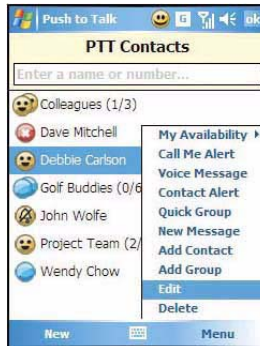 Push to Talk G ok
PTT Contacts
Enter a name or number...
Colleagues (1/3)
Dave Mitchell
Debbie Carlson
Golf Buddies (0/6
John Wolfe
Project Team (2/
Wendy Chow
My Availability
Call Me Alert
Voice Message
Contact Alert
Quick Group
New Message
Add Contact
Add Group
Edit
Delete
New Menu